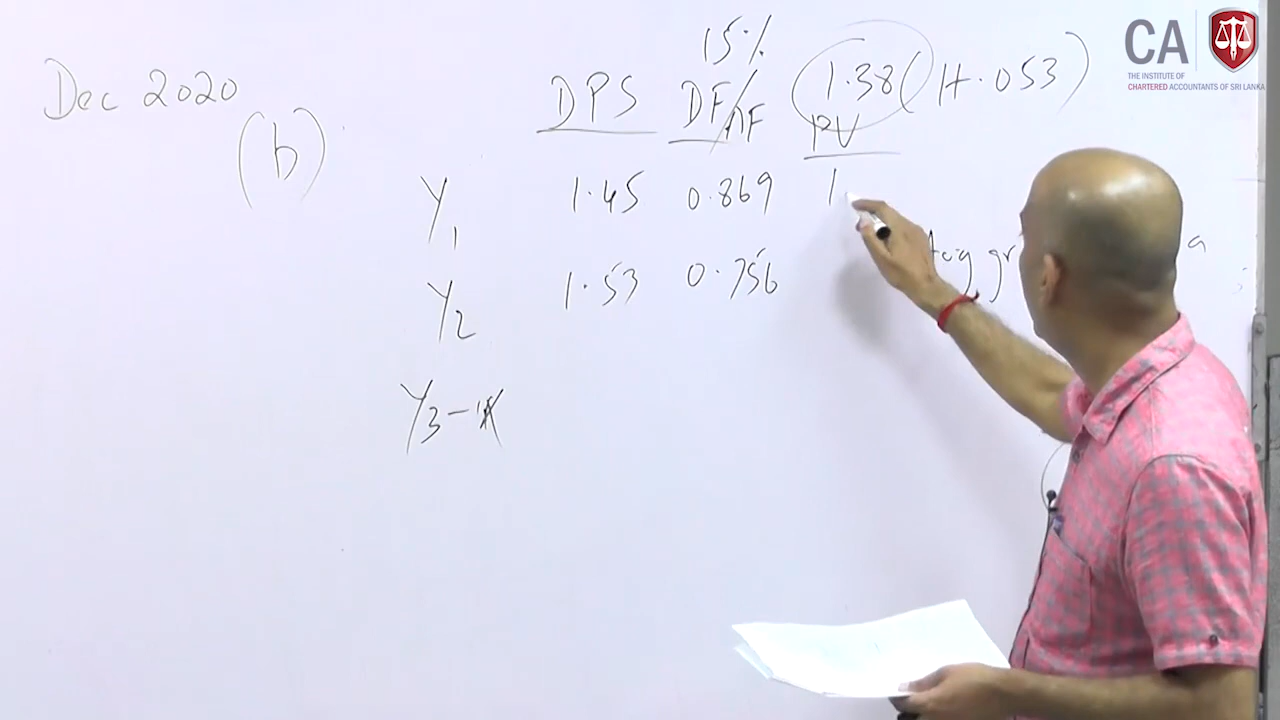 CA
THE INSTITUTE OF
CHARTERED ACCOUNTANTS OF SRI LANKA
Dec 2020
(b)
15%
DPS DF/AF PV
1.38(1+.053)
Y1 1.45 0.869 1
Y2 1.53 0.756
Y3 –